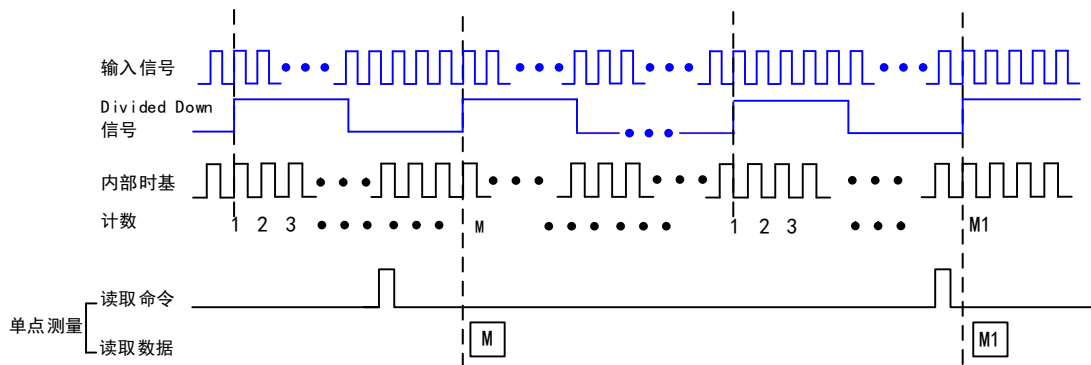 输入信号
Divided Down
信号
内部时基
计数
1 2 3 M 1 2 3 M1
单点测量
读取命令
读取数据
M M1